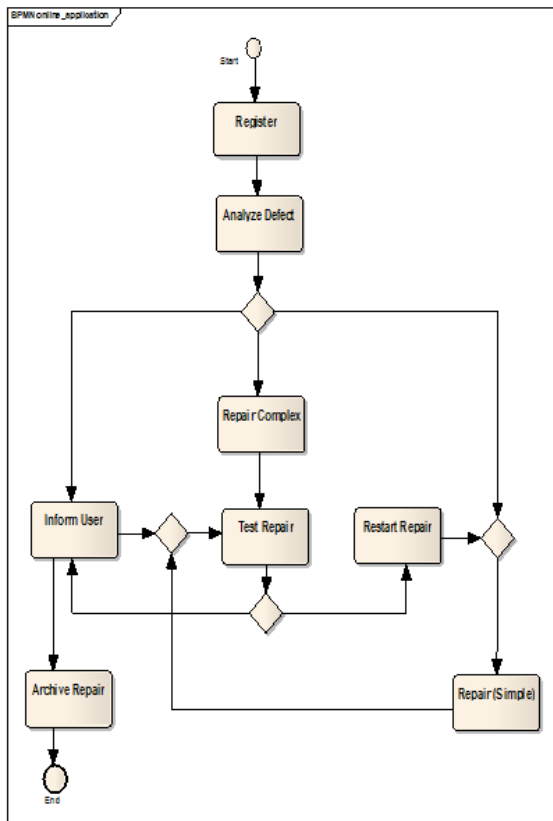 BPMN online_application
Start
Register
Analyze Defect
Repair Complex
Inform User
Test Repair
Restart Repair
Archive Repair
Repair (Simple)
End